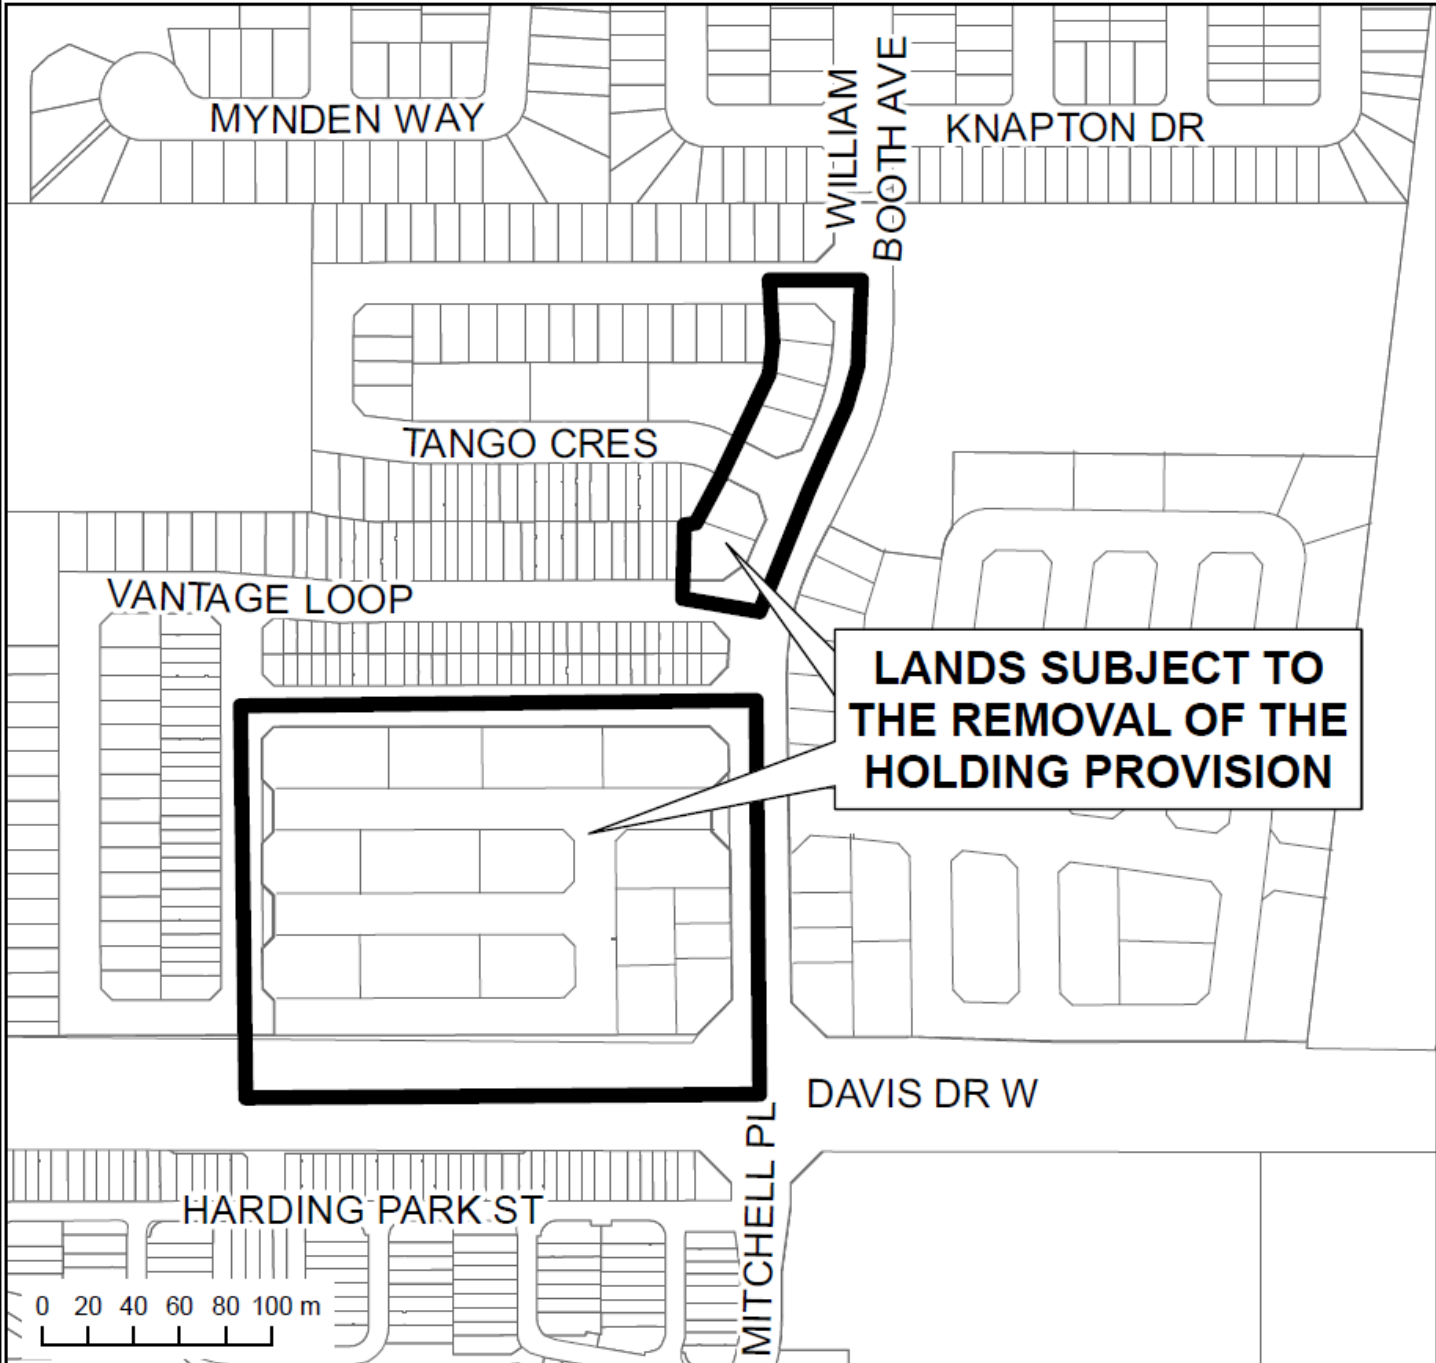 MYNDEN WAY
WILLIAM
BOOTH AVE
KNAPTON DR
TANGO CRES
VANTAGE LOOP
LANDS SUBJECT TO
THE REMOVAL OF THE
HOLDING PROVISION
DAVIS DR W
MITCHELL PL
HARDING PARK ST
0 20 40 60 80 100 m